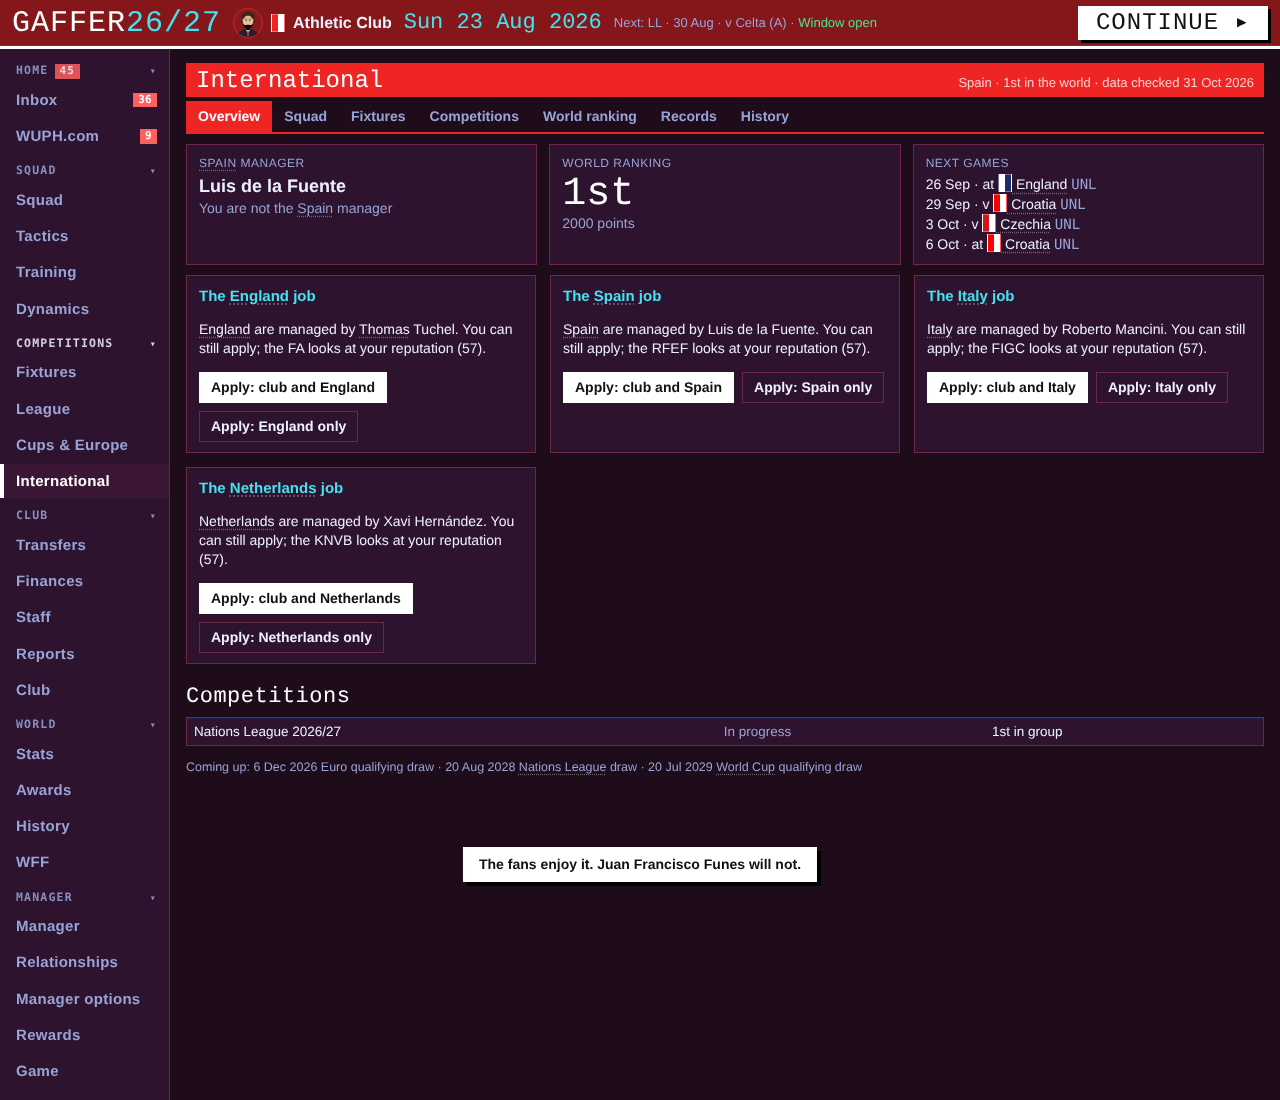 GAFFER26/27 Athletic Club Sun 23 Aug 2026 Next: LL · 30 Aug · v Celta (A) · Window open CONTINUE ►
HOME 45 ▾
Inbox 36
WUPH.com 9
SQUAD ▾
Squad
Tactics
Training
Dynamics
COMPETITIONS ▾
Fixtures
League
Cups & Europe
International
CLUB ▾
Transfers
Finances
Staff
Reports
Club
WORLD ▾
Stats
Awards
History
WFF
MANAGER ▾
Manager
Relationships
Manager options
Rewards
Game
International
Spain · 1st in the world · data checked 31 Oct 2026
Overview Squad Fixtures Competitions World ranking Records History
SPAIN MANAGER
Luis de la Fuente
You are not the Spain manager
WORLD RANKING
1st
2000 points
NEXT GAMES
26 Sep · at England UNL
29 Sep · v Croatia UNL
3 Oct · v Czechia UNL
6 Oct · at Croatia UNL
The England job
England are managed by Thomas Tuchel. You can
still apply; the FA looks at your reputation (57).
Apply: club and England
Apply: England only
The Spain job
Spain are managed by Luis de la Fuente. You can
still apply; the RFEF looks at your reputation (57).
Apply: club and Spain Apply: Spain only
The Italy job
Italy are managed by Roberto Mancini. You can still
apply; the FIGC looks at your reputation (57).
Apply: club and Italy Apply: Italy only
The Netherlands job
Netherlands are managed by Xavi Hernández. You
can still apply; the KNVB looks at your reputation
(57).
Apply: club and Netherlands
Apply: Netherlands only
Competitions
Nations League 2026/27 In progress 1st in group
Coming up: 6 Dec 2026 Euro qualifying draw · 20 Aug 2028 Nations League draw · 20 Jul 2029 World Cup qualifying draw
The fans enjoy it. Juan Francisco Funes will not.